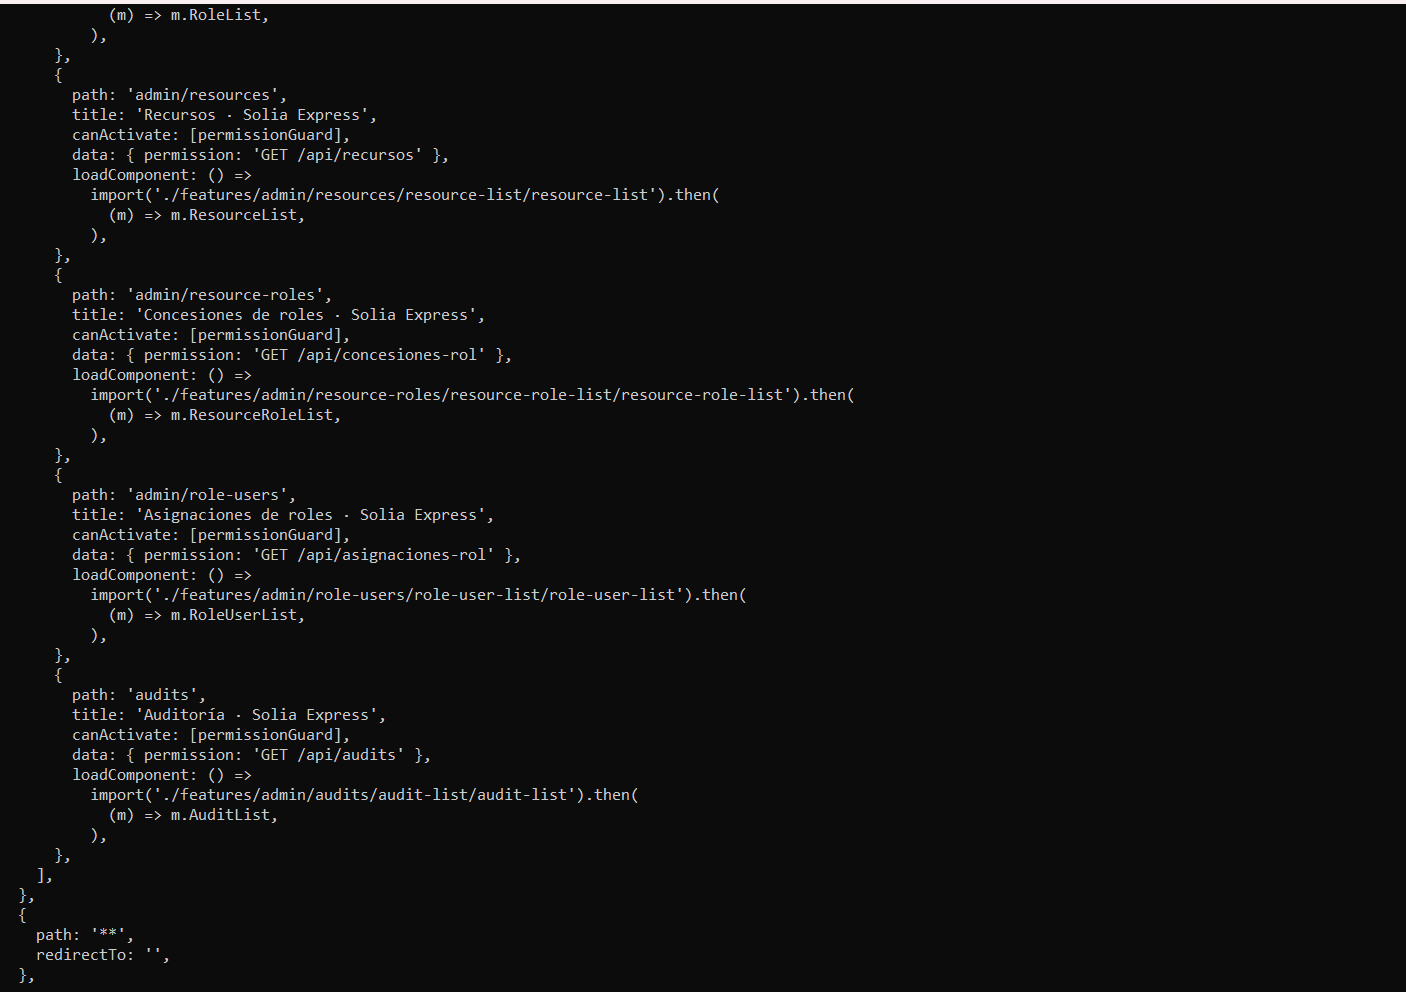 (m) => m.RoleList,
),
},
{
path: 'admin/resources',
title: 'Recursos · Solia Express',
canActivate: [permissionGuard],
data: { permission: 'GET /api/recursos' },
loadComponent: () =>
import('./features/admin/resources/resource-list/resource-list').then(
(m) => m.ResourceList,
),
},
{
path: 'admin/resource-roles',
title: 'Concesiones de roles · Solia Express',
canActivate: [permissionGuard],
data: { permission: 'GET /api/concesiones-rol' },
loadComponent: () =>
import('./features/admin/resource-roles/resource-role-list/resource-role-list').then(
(m) => m.ResourceRoleList,
),
},
{
path: 'admin/role-users',
title: 'Asignaciones de roles · Solia Express',
canActivate: [permissionGuard],
data: { permission: 'GET /api/asignaciones-rol' },
loadComponent: () =>
import('./features/admin/role-users/role-user-list/role-user-list').then(
(m) => m.RoleUserList,
),
},
{
path: 'audits',
title: 'Auditoría · Solia Express',
canActivate: [permissionGuard],
data: { permission: 'GET /api/audits' },
loadComponent: () =>
import('./features/admin/audits/audit-list/audit-list').then(
(m) => m.AuditList,
),
},
],
},
{
path: '**',
redirectTo: '',
},